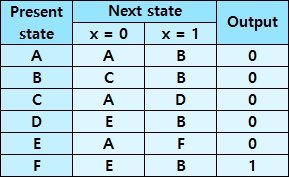 Present state Next state Output
x = 0 x = 1
A A B 0
B C B 0
C A D 0
D E B 0
E A F 0
F E B 1